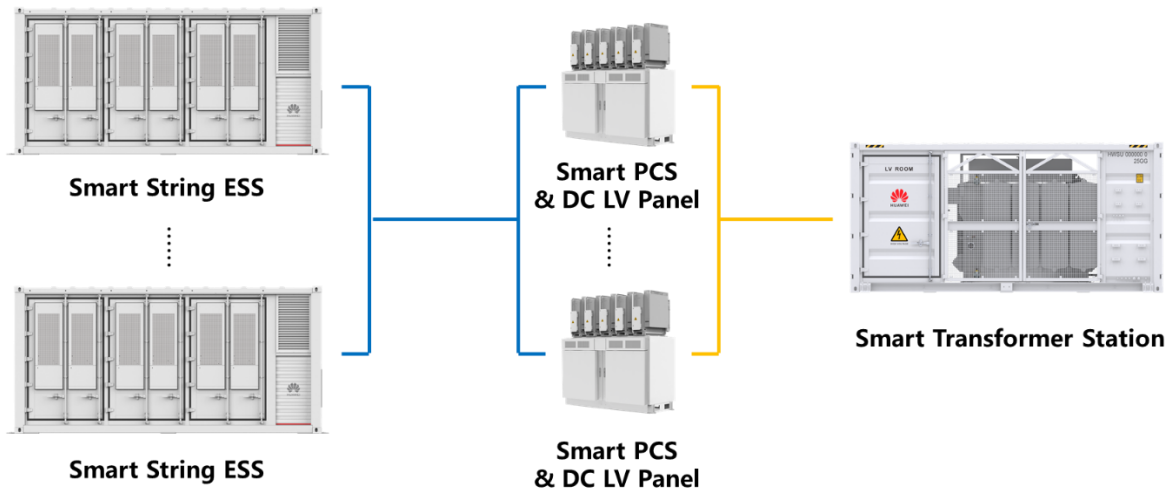 Smart String ESS
Smart String ESS
Smart PCS
& DC LV Panel
Smart PCS
& DC LV Panel
LV ROOM
HUAWEI
Smart Transformer Station